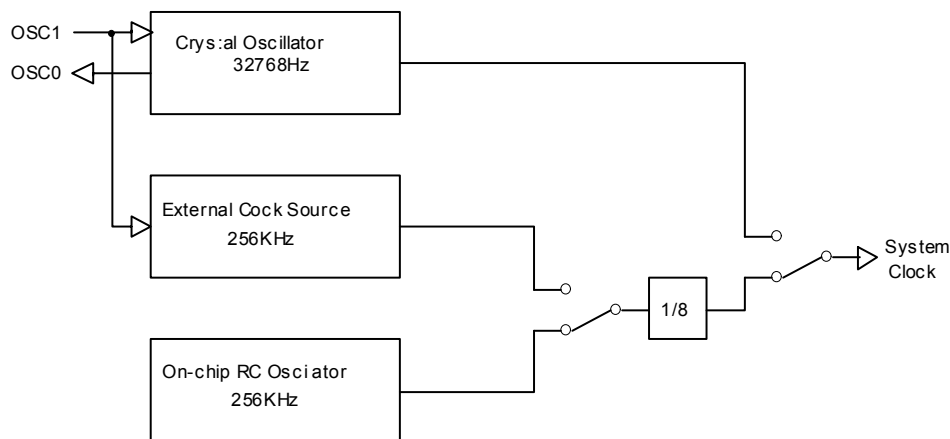 OSC1
OSC0
Crys:al Oscillator
32768Hz
External Cock Source
256KHz
On-chip RC Osciator
256KHz
1/8
System
Clock